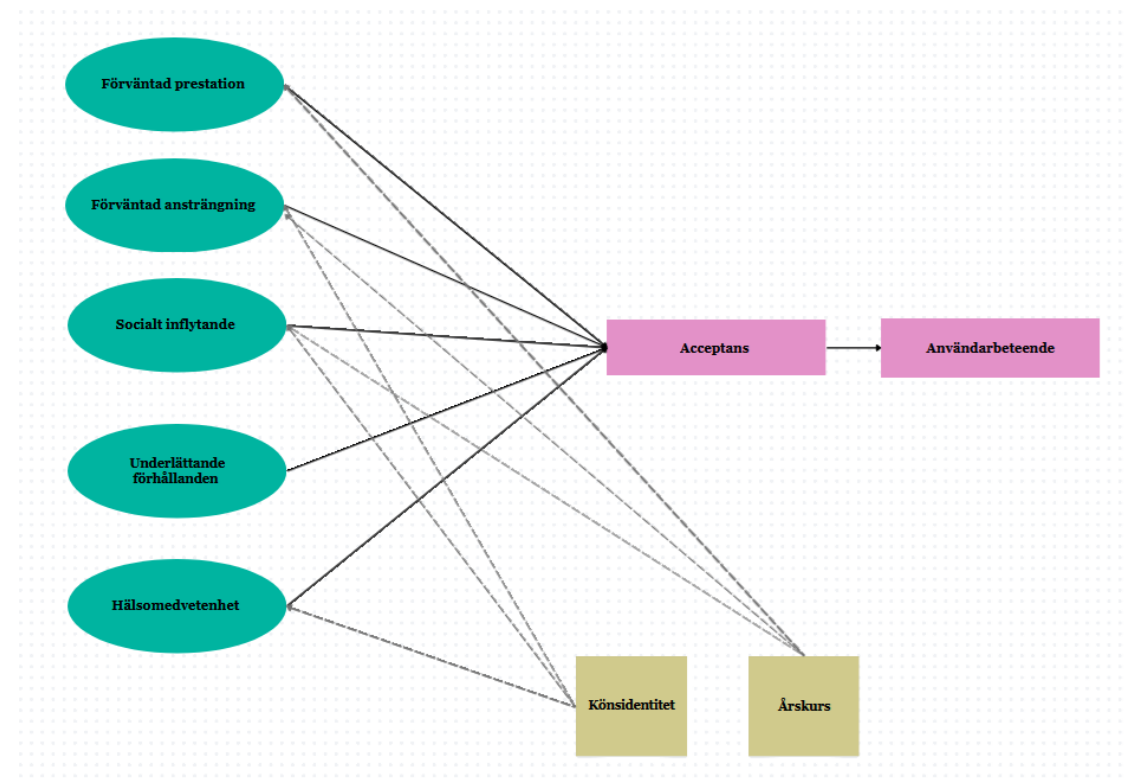 Förväntad prestation
Förväntad ansträngning
Socialt inflytande
Acceptans
Användarbeteende
Underlättande
förhållanden
Hälsomedvetenhet
Könsidentitet
Årskurs